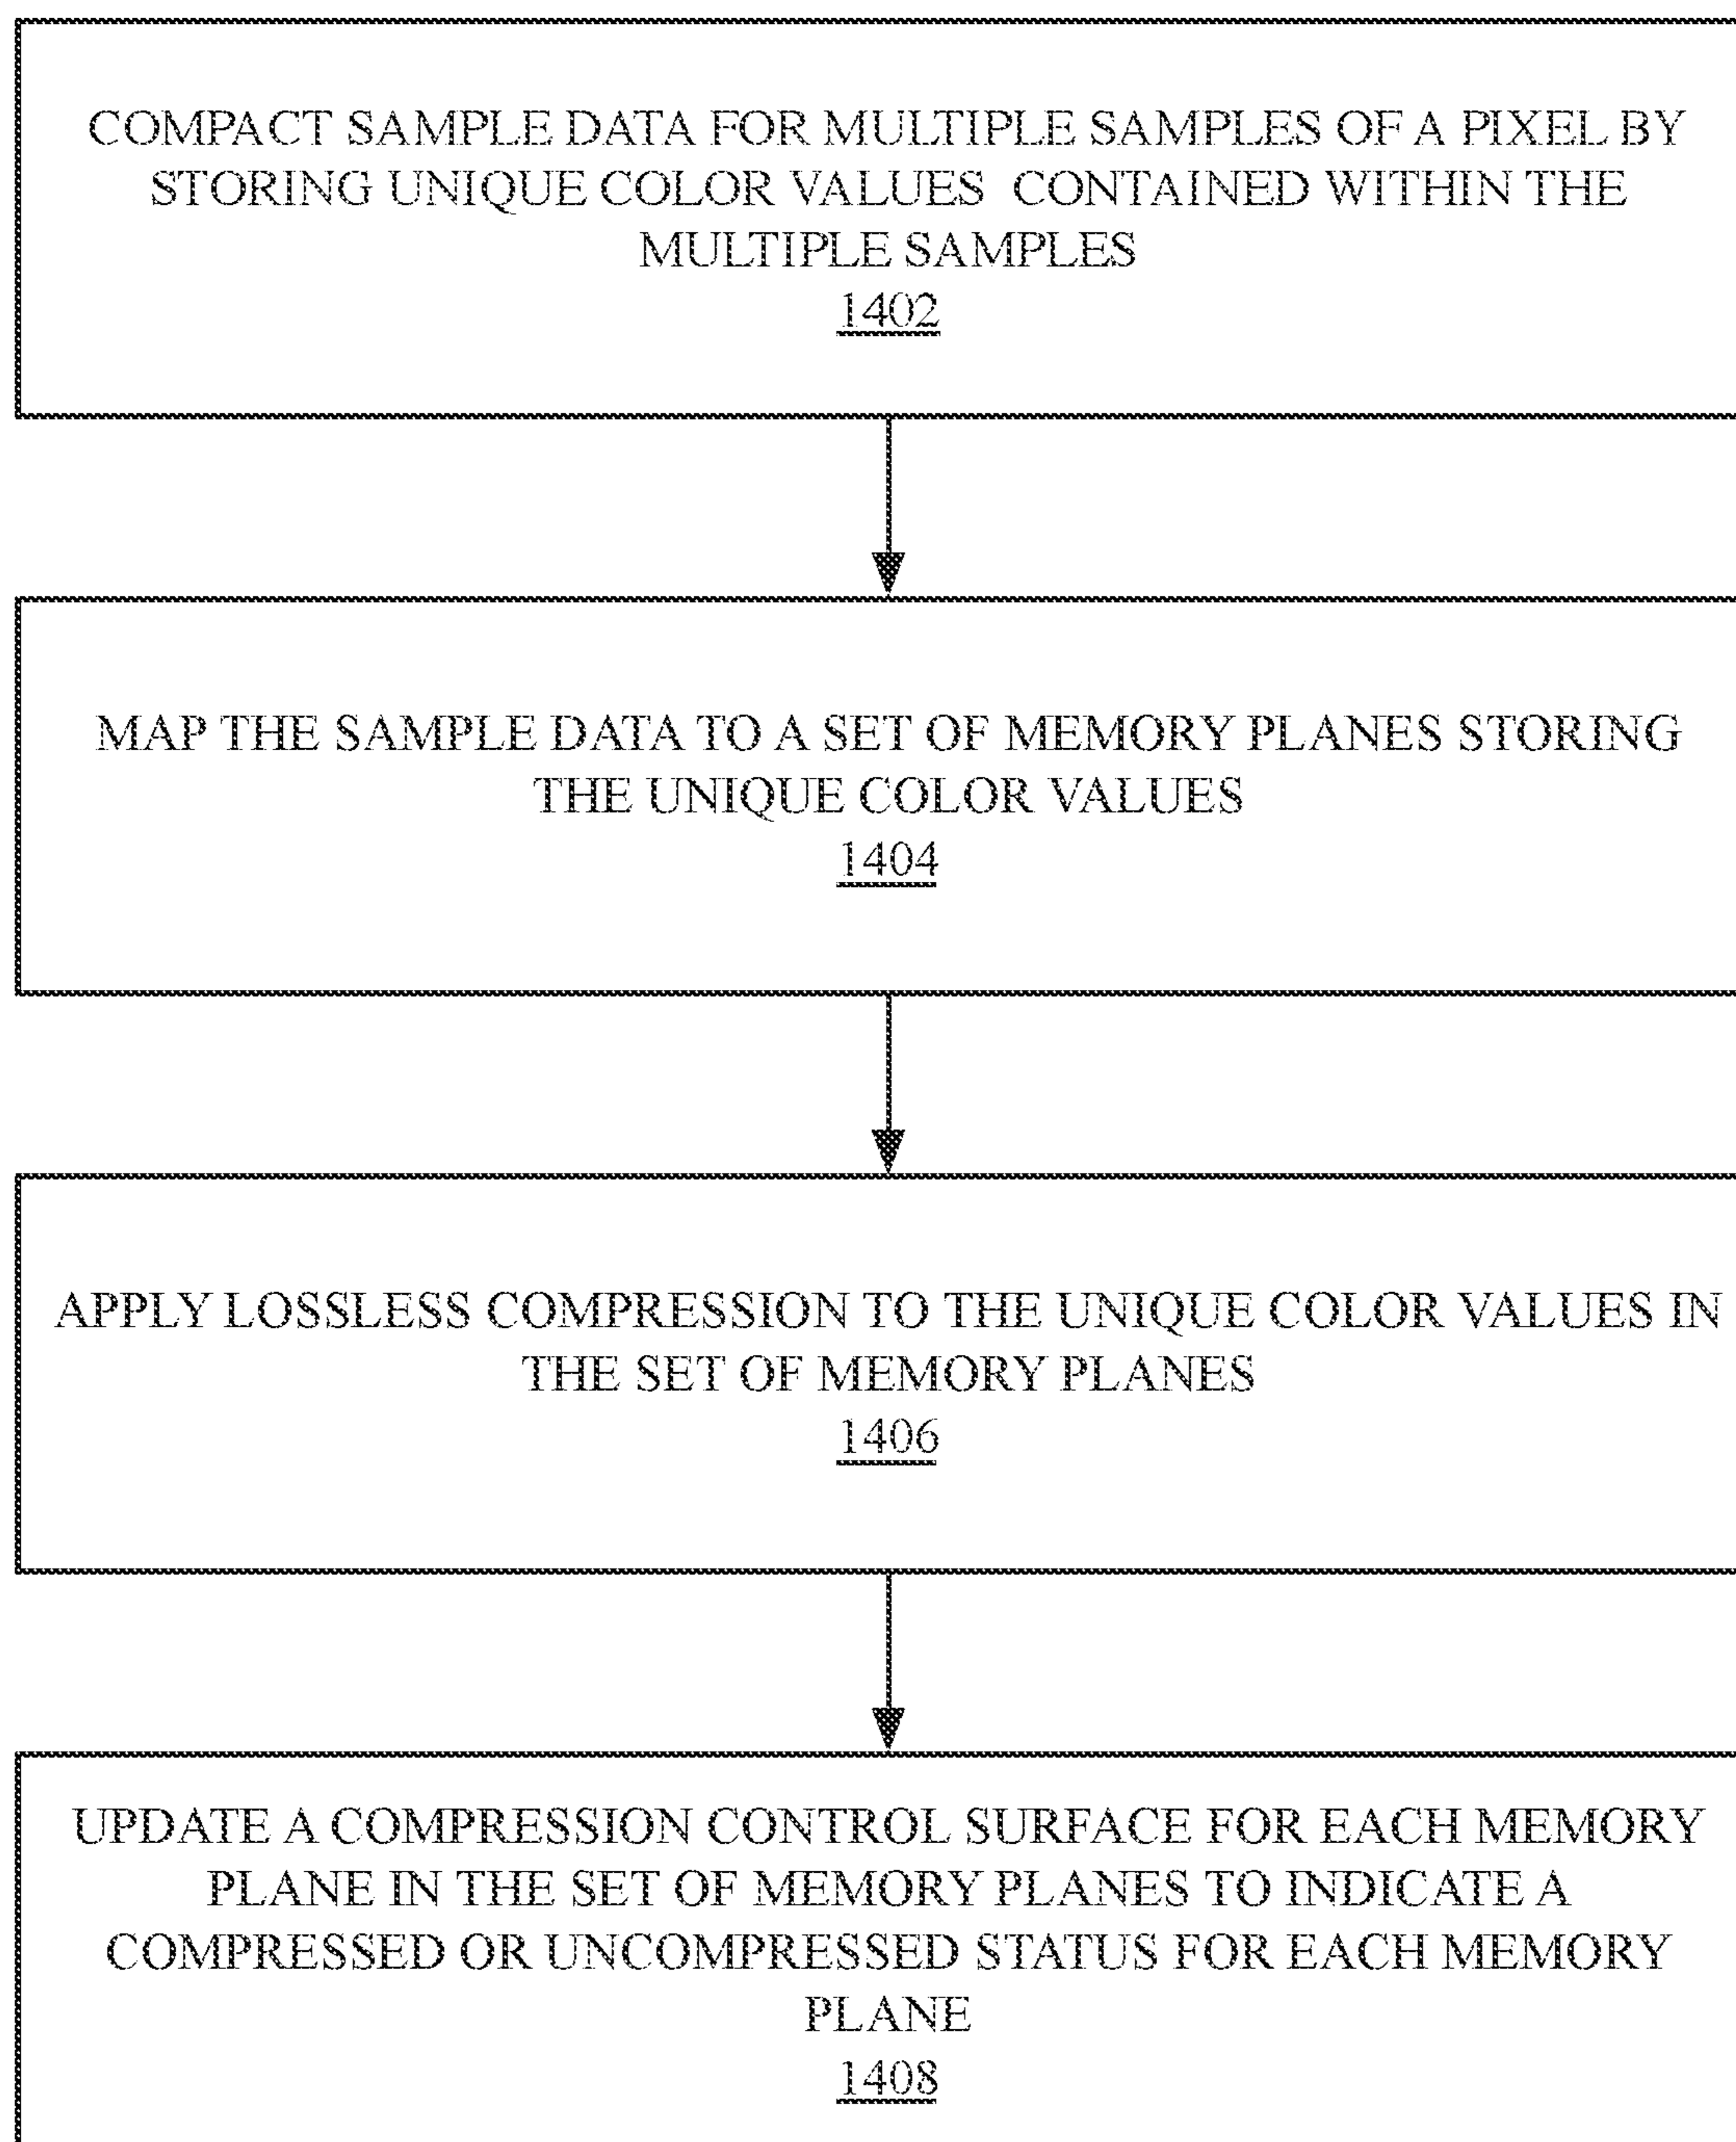 COMPACT SAMPLE DATA FOR MULTIPLE SAMPLES OF A PIXEL BY
STORING UNIQUE COLOR VALUES CONTAINED WITHIN THE
MULTIPLE SAMPLES
1402
MAP THE SAMPLE DATA TO A SET OF MEMORY PLANES STORING
THE UNIQUE COLOR VALUES
1404
APPLY LOSSLESS COMPRESSION TO THE UNIQUE COLOR VALUES IN
THE SET OF MEMORY PLANES
1406
UPDATE A COMPRESSION CONTROL SURFACE FOR EACH MEMORY
PLANE IN THE SET OF MEMORY PLANES TO INDICATE A
COMPRESSED OR UNCOMPRESSED STATUS FOR EACH MEMORY
PLANE
1408